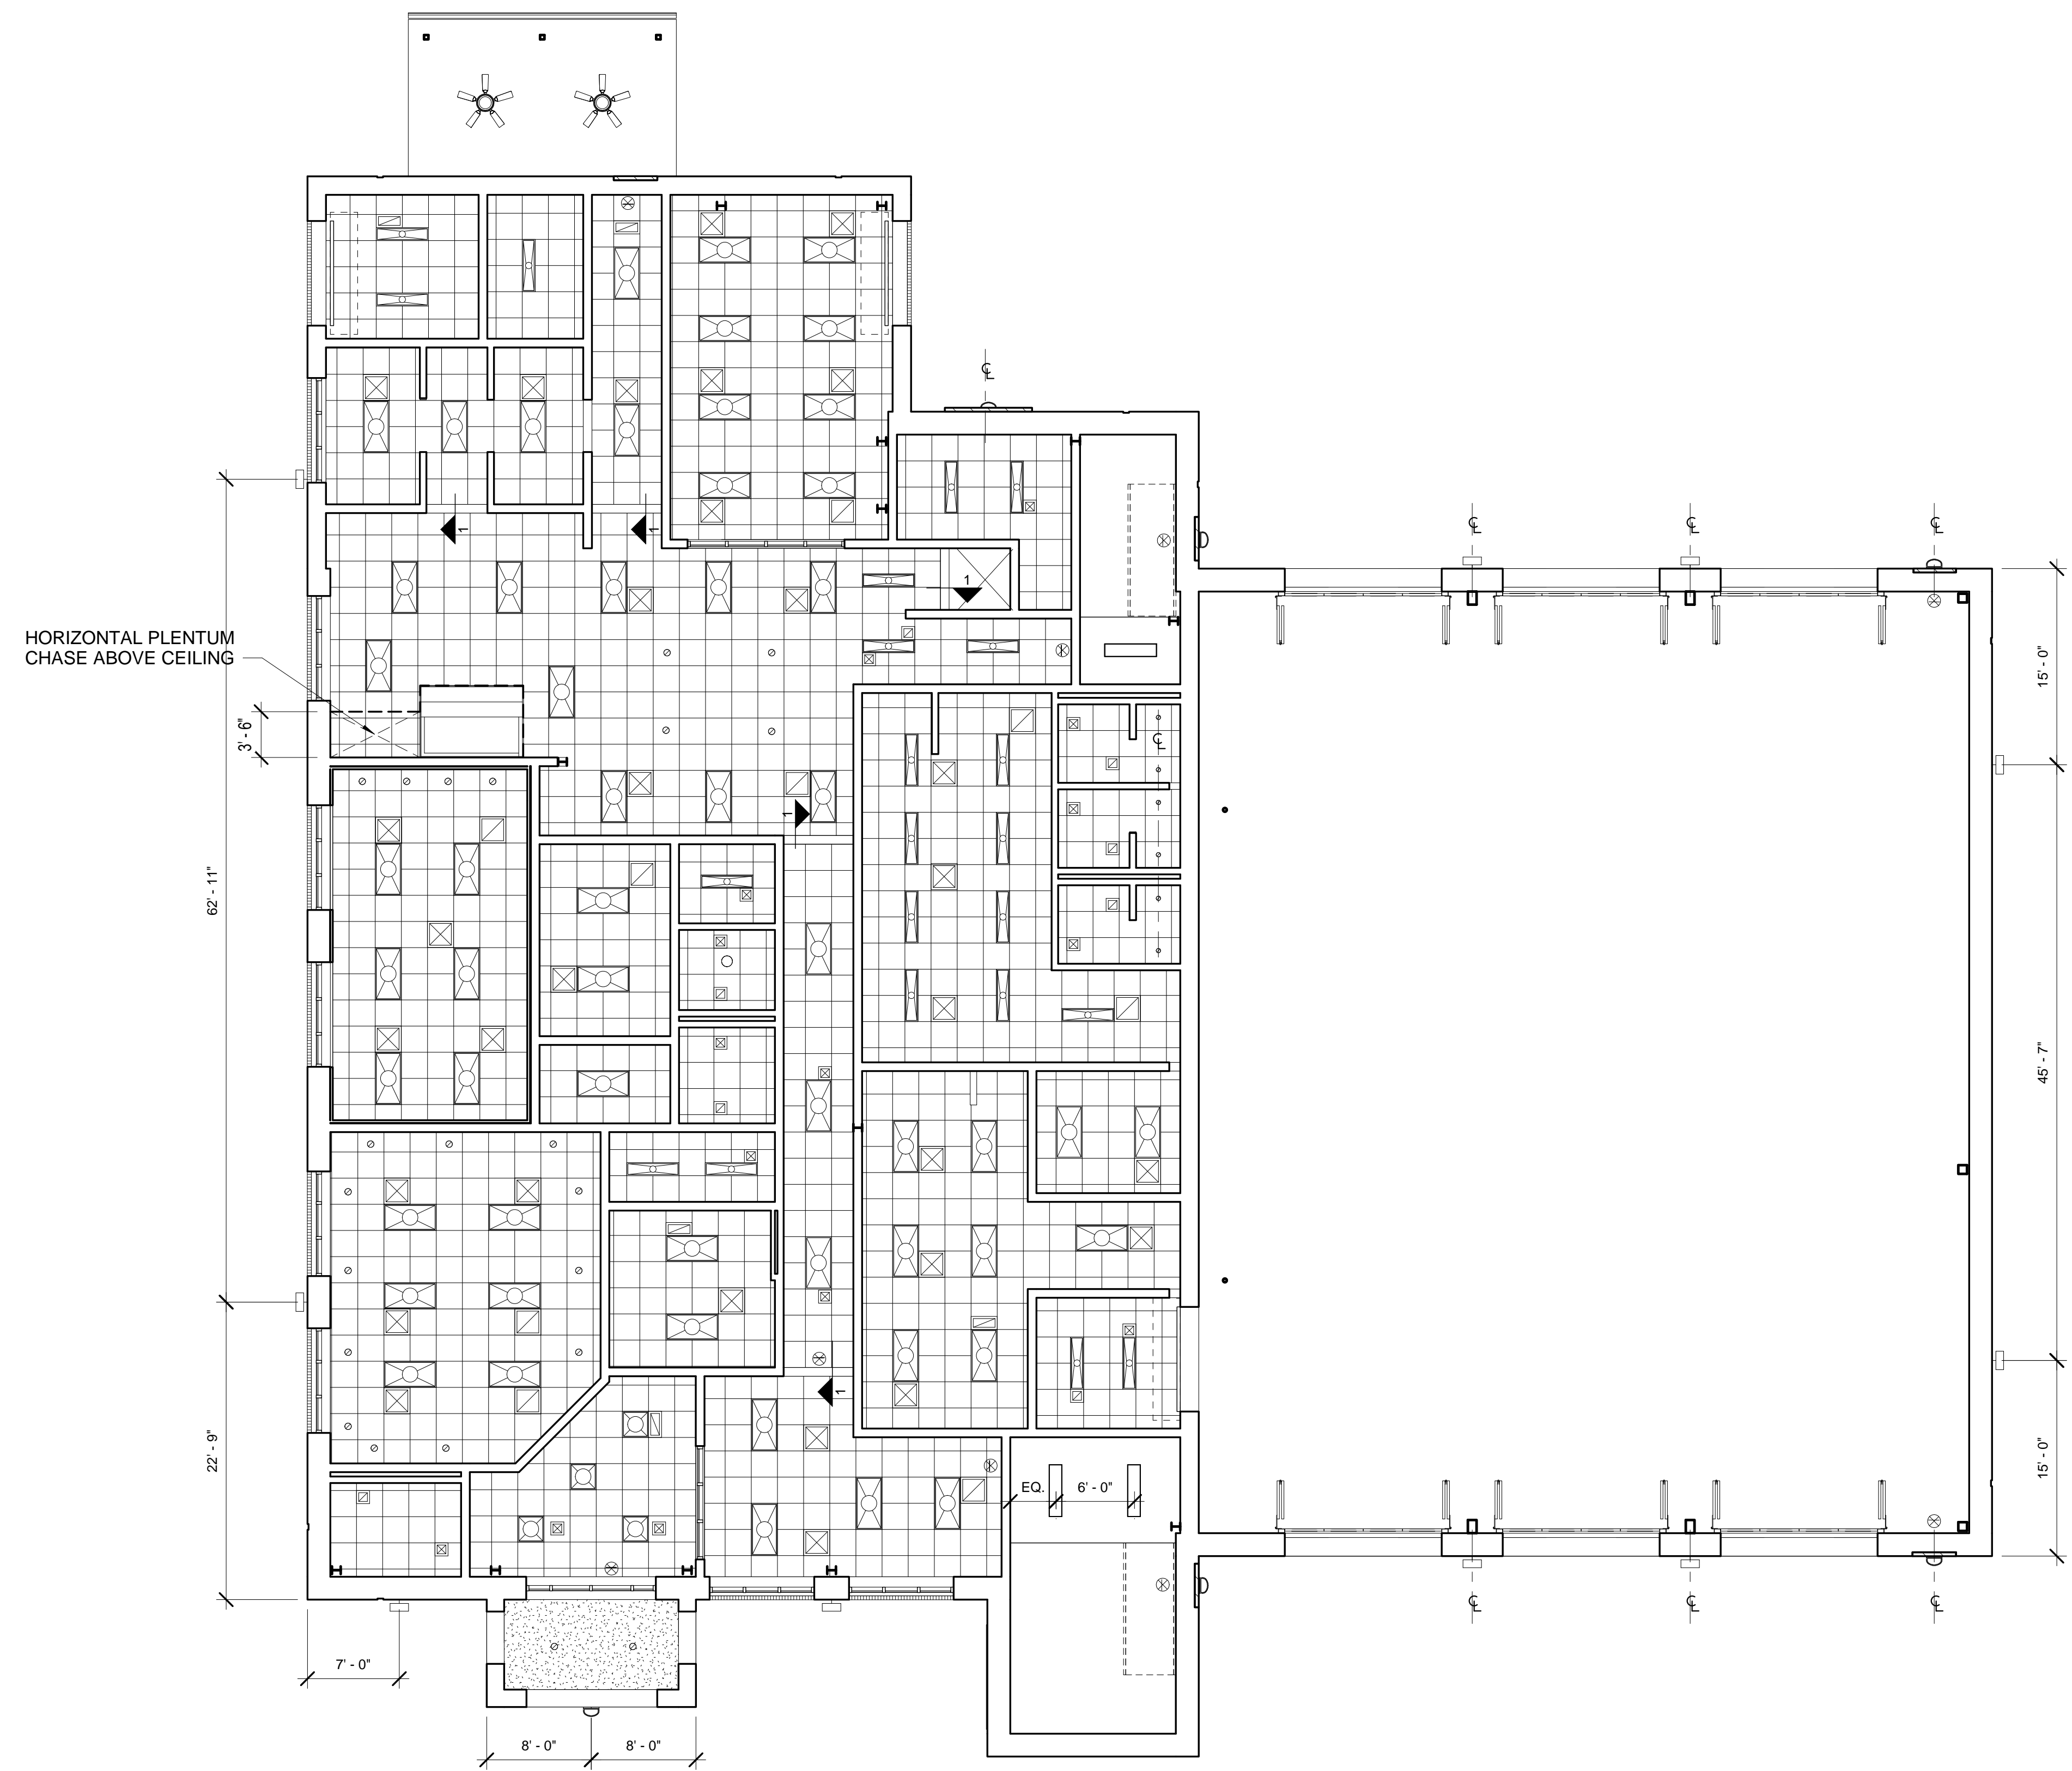 ℄
℄
℄
℄
1
1
1
HORIZONTAL PLENTUM
CHASE ABOVE CEILING
15' - 0"
3' - 6"
℄
1
62' - 11"
45' - 7"
1
22' - 9"
EQ.
6' - 0"
15' - 0"
℄
℄
℄
7' - 0"
8' - 0"
8' - 0"